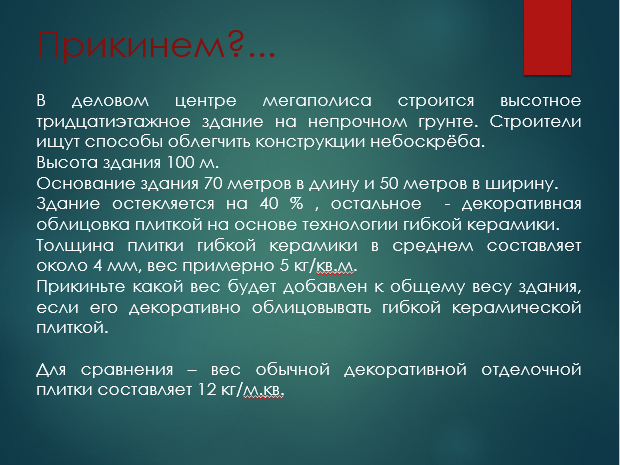 Прикинем?...
В деловом центре мегаполиса строится высотное
тридцатиэтажное здание на непрочном грунте. Строители
ищут способы облегчить конструкции небоскрёба.
Высота здания 100 м.
Основание здания 70 метров в длину и 50 метров в ширину.
Здание остекляется на 40 % , остальное - декоративная
облицовка плиткой на основе технологии гибкой керамики.
Толщина плитки гибкой керамики в среднем составляет
около 4 мм, вес примерно 5 кг/кв.м.
Прикиньте какой вес будет добавлен к общему весу здания,
если его декоративно облицовывать гибкой керамической
плиткой.
Для сравнения – вес обычной декоративной отделочной
плитки составляет 12 кг/м.кв.